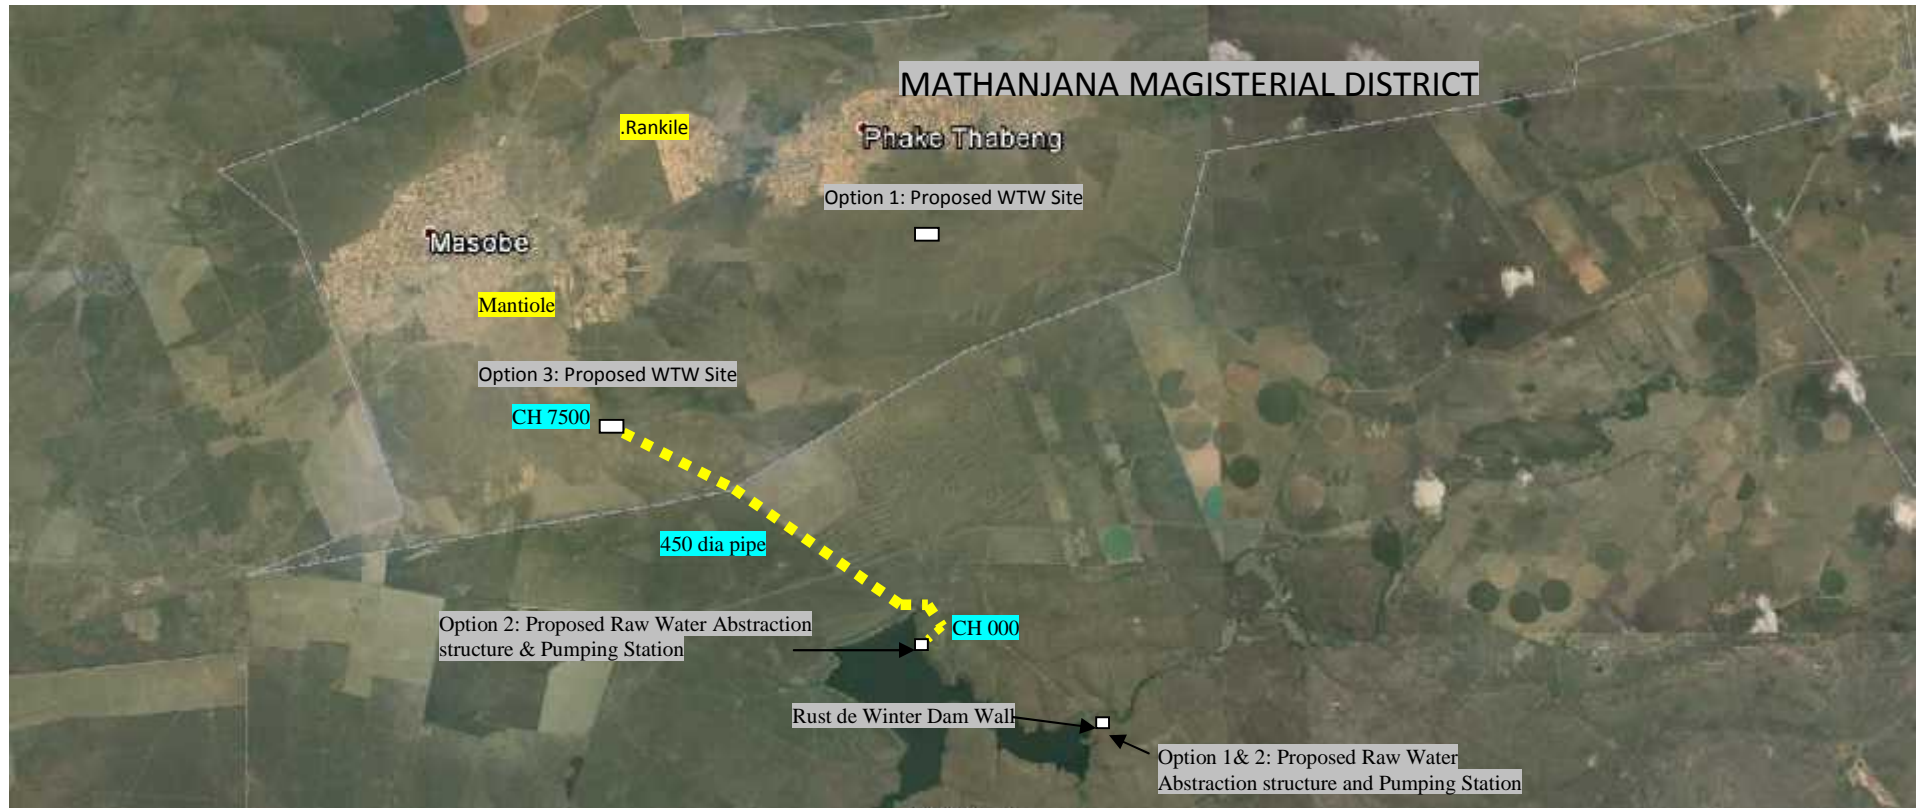 MATHANJANA MAGISTERIAL DISTRICT
.Rankile
Phake Thabeng
Option 1: Proposed WTW Site
Masobe
Mantiole
Option 3: Proposed WTW Site
CH 7500
450 dia pipe
Option 2: Proposed Raw Water Abstraction
structure & Pumping Station
CH 000
Rust de Winter Dam Wall
Option 1& 2: Proposed Raw Water
Abstraction structure and Pumping Station